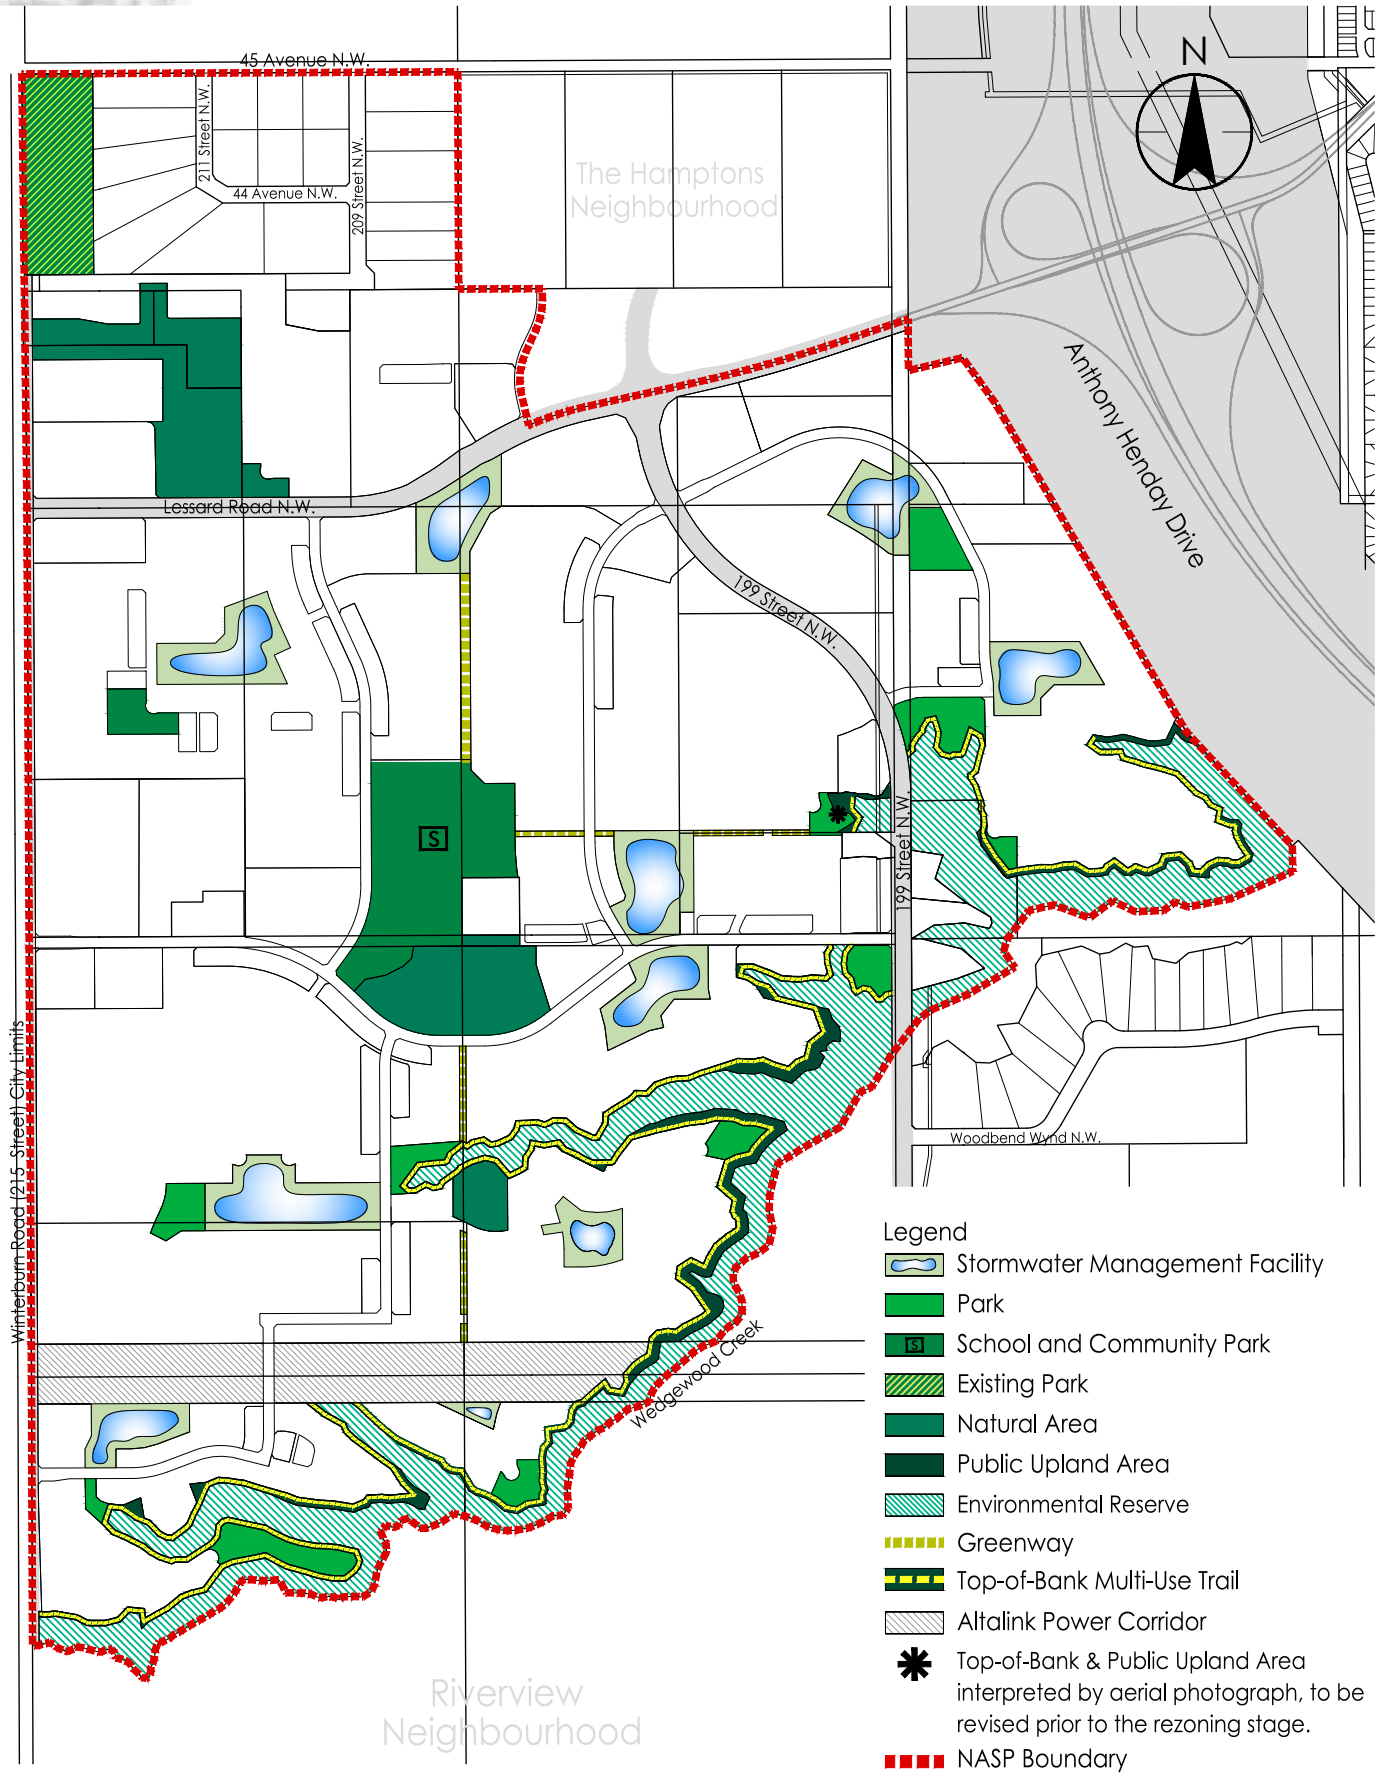 45 Avenue N.W.
N
211 Street N.W.
44 Avenue N.W.
209 Street N.W.
The Hamptons
Neighbourhood
Anthony Henday Drive
Lessard Road N.W.
199 Street N.W.
S
199 Street N.W.
Winterburn Road (215 Street) City Limits
Woodbend Wynd N.W.
Wedgewood Creek
Riverview
Neighbourhood
Legend
Stormwater Management Facility
Park
S School and Community Park
Existing Park
Natural Area
Public Upland Area
Environmental Reserve
Greenway
Top-of-Bank Multi-Use Trail
Altalink Power Corridor
Top-of-Bank & Public Upland Area
interpreted by aerial photograph, to be
revised prior to the rezoning stage.
NASP Boundary